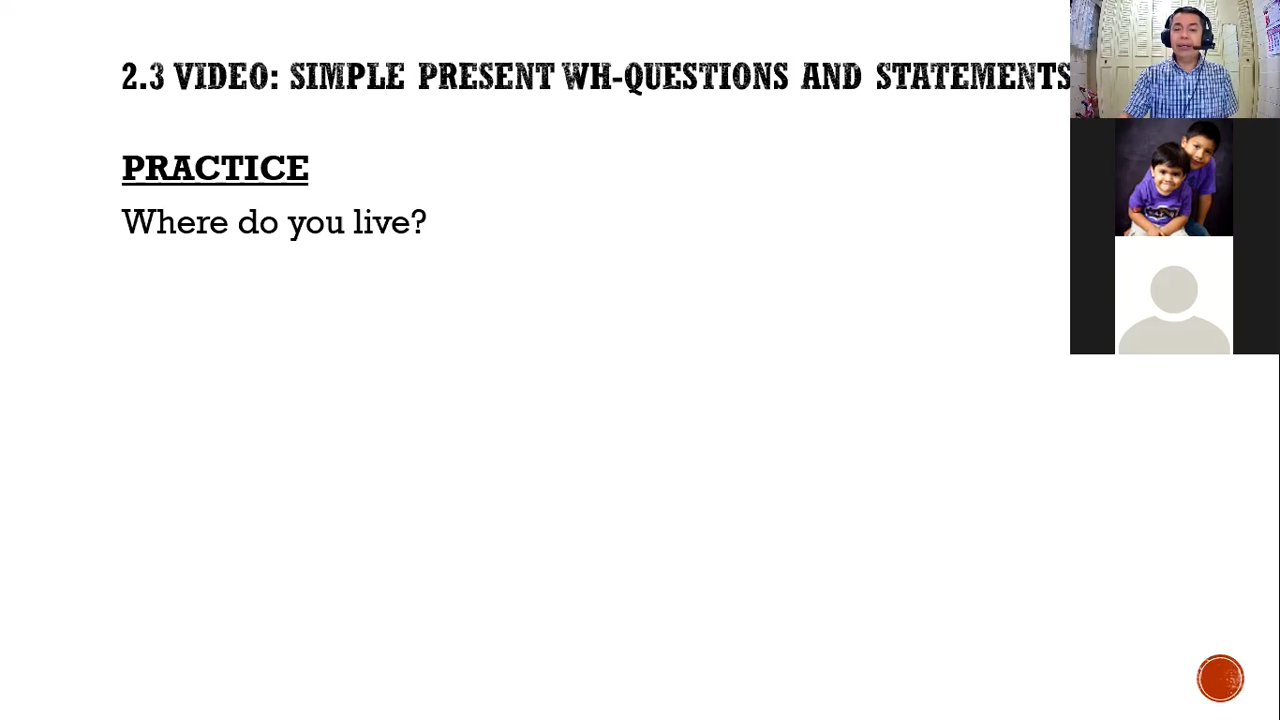 2.3 VIDEO: SIMPLE PRESENT WH-QUESTIONS AND STATEMENTS
PRACTICE
Where do you live?